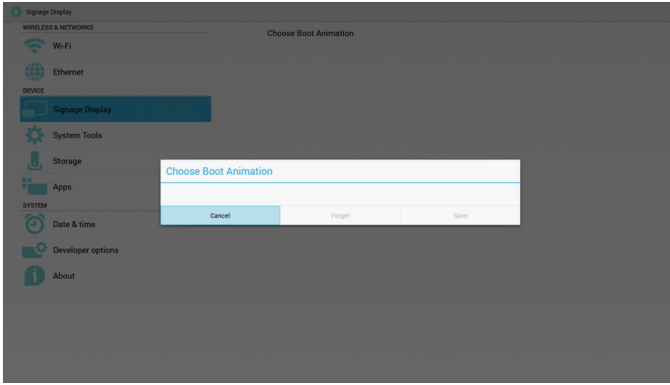 Signage Display
WIRELESS & NETWORKS
Choose Boot Animation
Wi-Fi
Ethernet
DEVICE
Signage Display
System Tools
Storage
Choose Boot Animation
Apps
SYSTEM
Cancel Forget Save
Date & time
Developer options
About